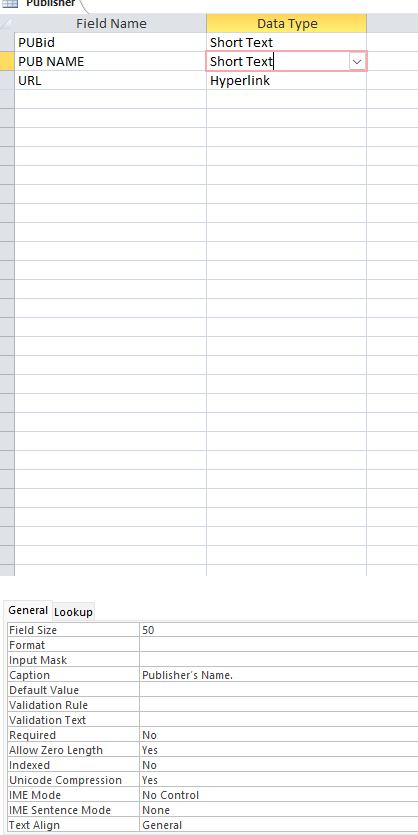 Publisher
Field Name Data Type
PUBid Short Text
PUB NAME Short Text
URL Hyperlink
General Lookup
Field Size 50
Format
Input Mask
Caption Publisher's Name.
Default Value
Validation Rule
Validation Text
Required No
Allow Zero Length Yes
Indexed No
Unicode Compression Yes
IME Mode No Control
IME Sentence Mode None
Text Align General